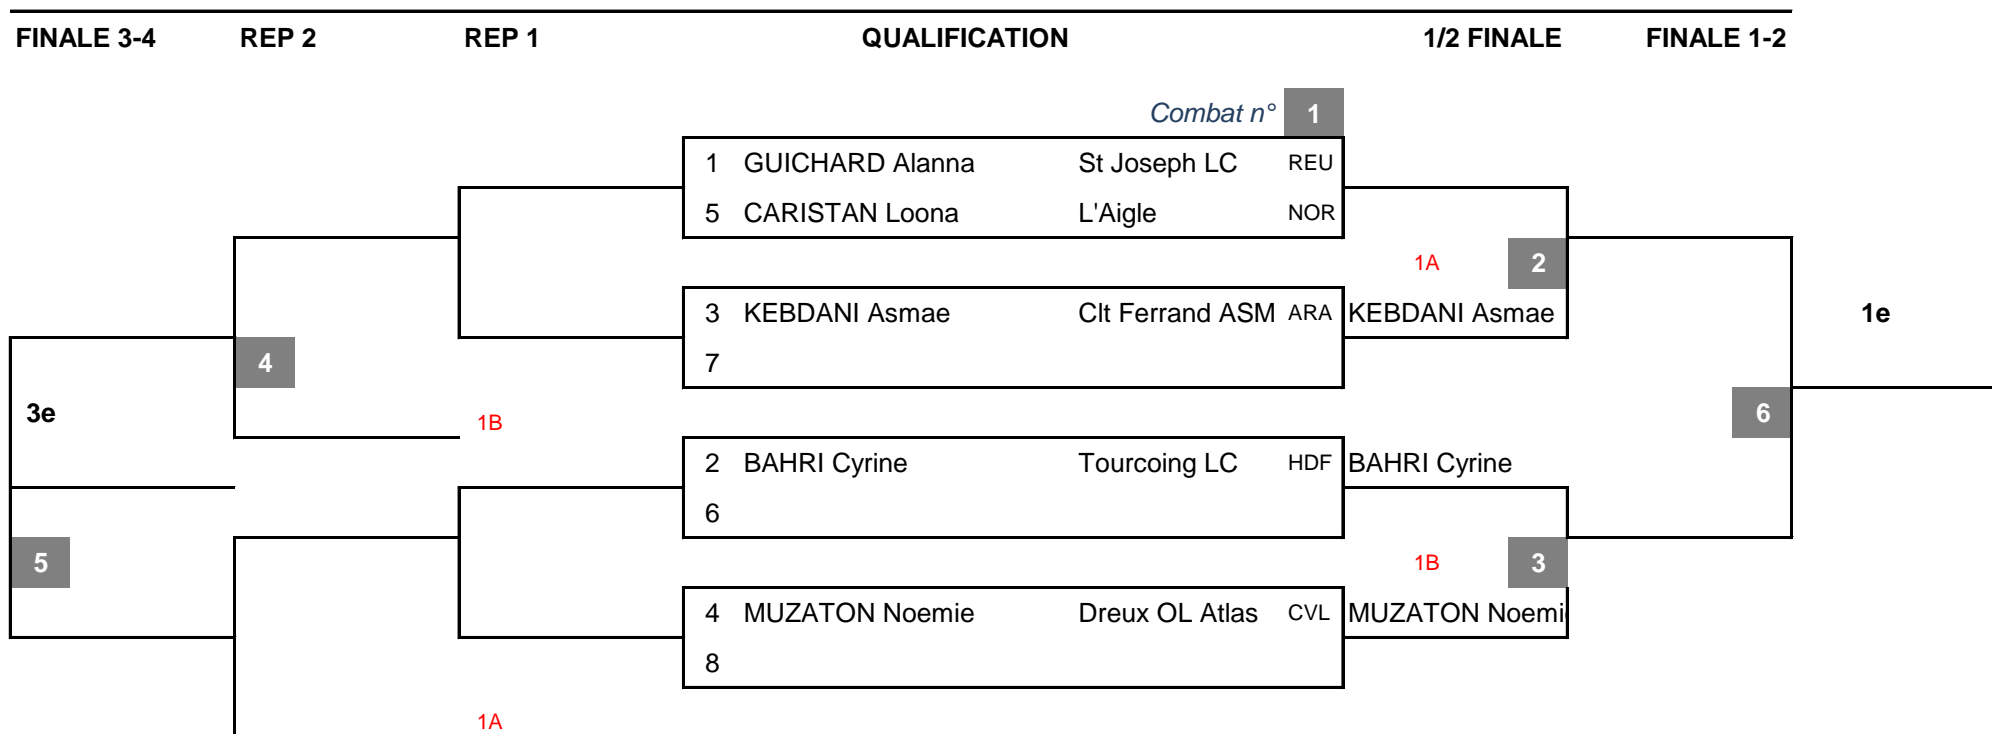 FINALE 3-4 REP 2 REP 1 QUALIFICATION 1/2 FINALE FINALE 1-2
Combat n° 1
1 GUICHARD Alanna St Joseph LC REU
5 CARISTAN Loona L'Aigle NOR
1A 2
3 KEBDANI Asmae Clt Ferrand ASM ARA KEBDANI Asmae 1e
4 7
3e 1B 6
2 BAHRI Cyrine Tourcoing LC HDF BAHRI Cyrine
6
5 1B 3
4 MUZATON Noemie Dreux OL Atlas CVL MUZATON Noemi
8
1A